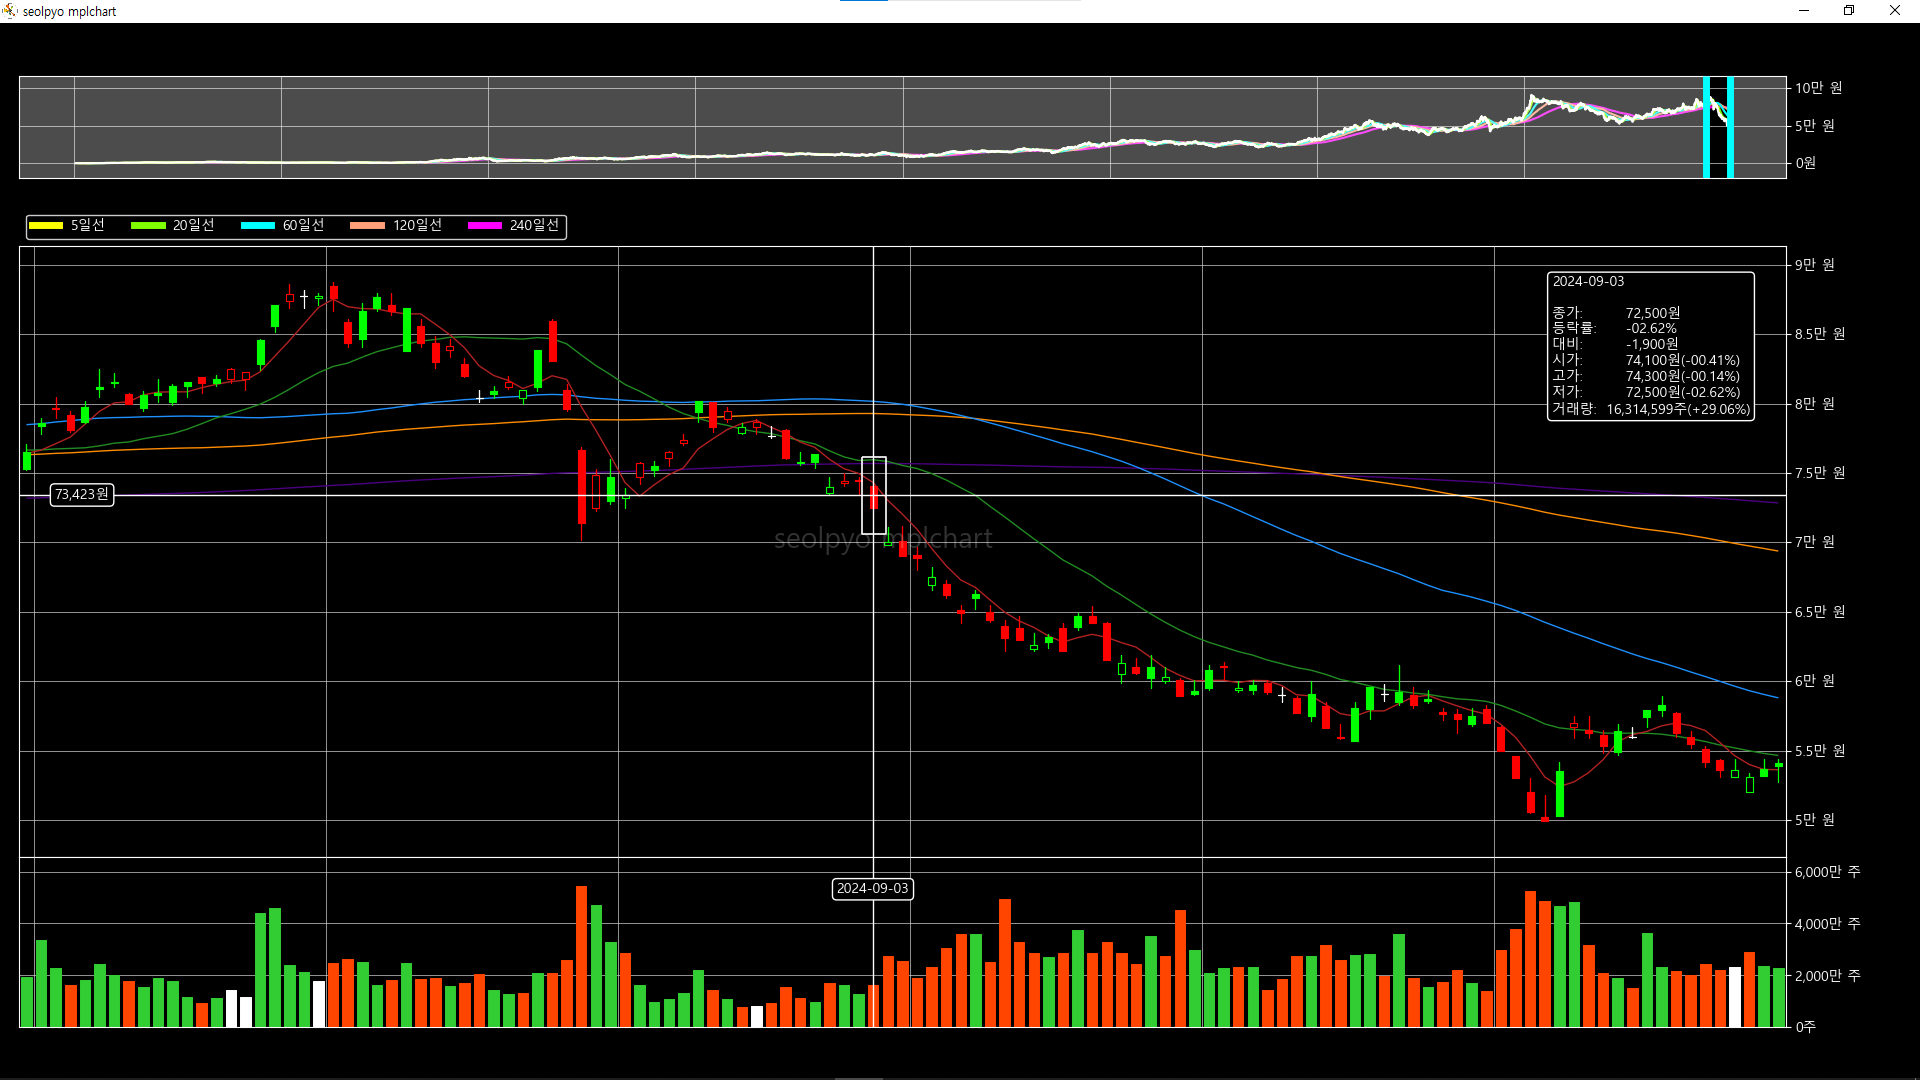 seolpyo mplchart
10만 원
5만 원
0원
5일선 20일선 60일선 120일선 240일선
9만 원
8.5만 원
8만 원
7.5만 원
7만 원
6.5만 원
6만 원
5.5만 원
5만 원
2024-09-03
종가: 72,500원
등락률: -02.62%
대비: -1,900원
시가: 74,100원(-00.41%)
고가: 74,300원(-00.14%)
저가: 72,500원(-02.62%)
거래량: 16,314,599주(+29.06%)
73,423원
seolpyo mplchart
6,000만 주
2024-09-03
4,000만 주
2,000만 주
0주